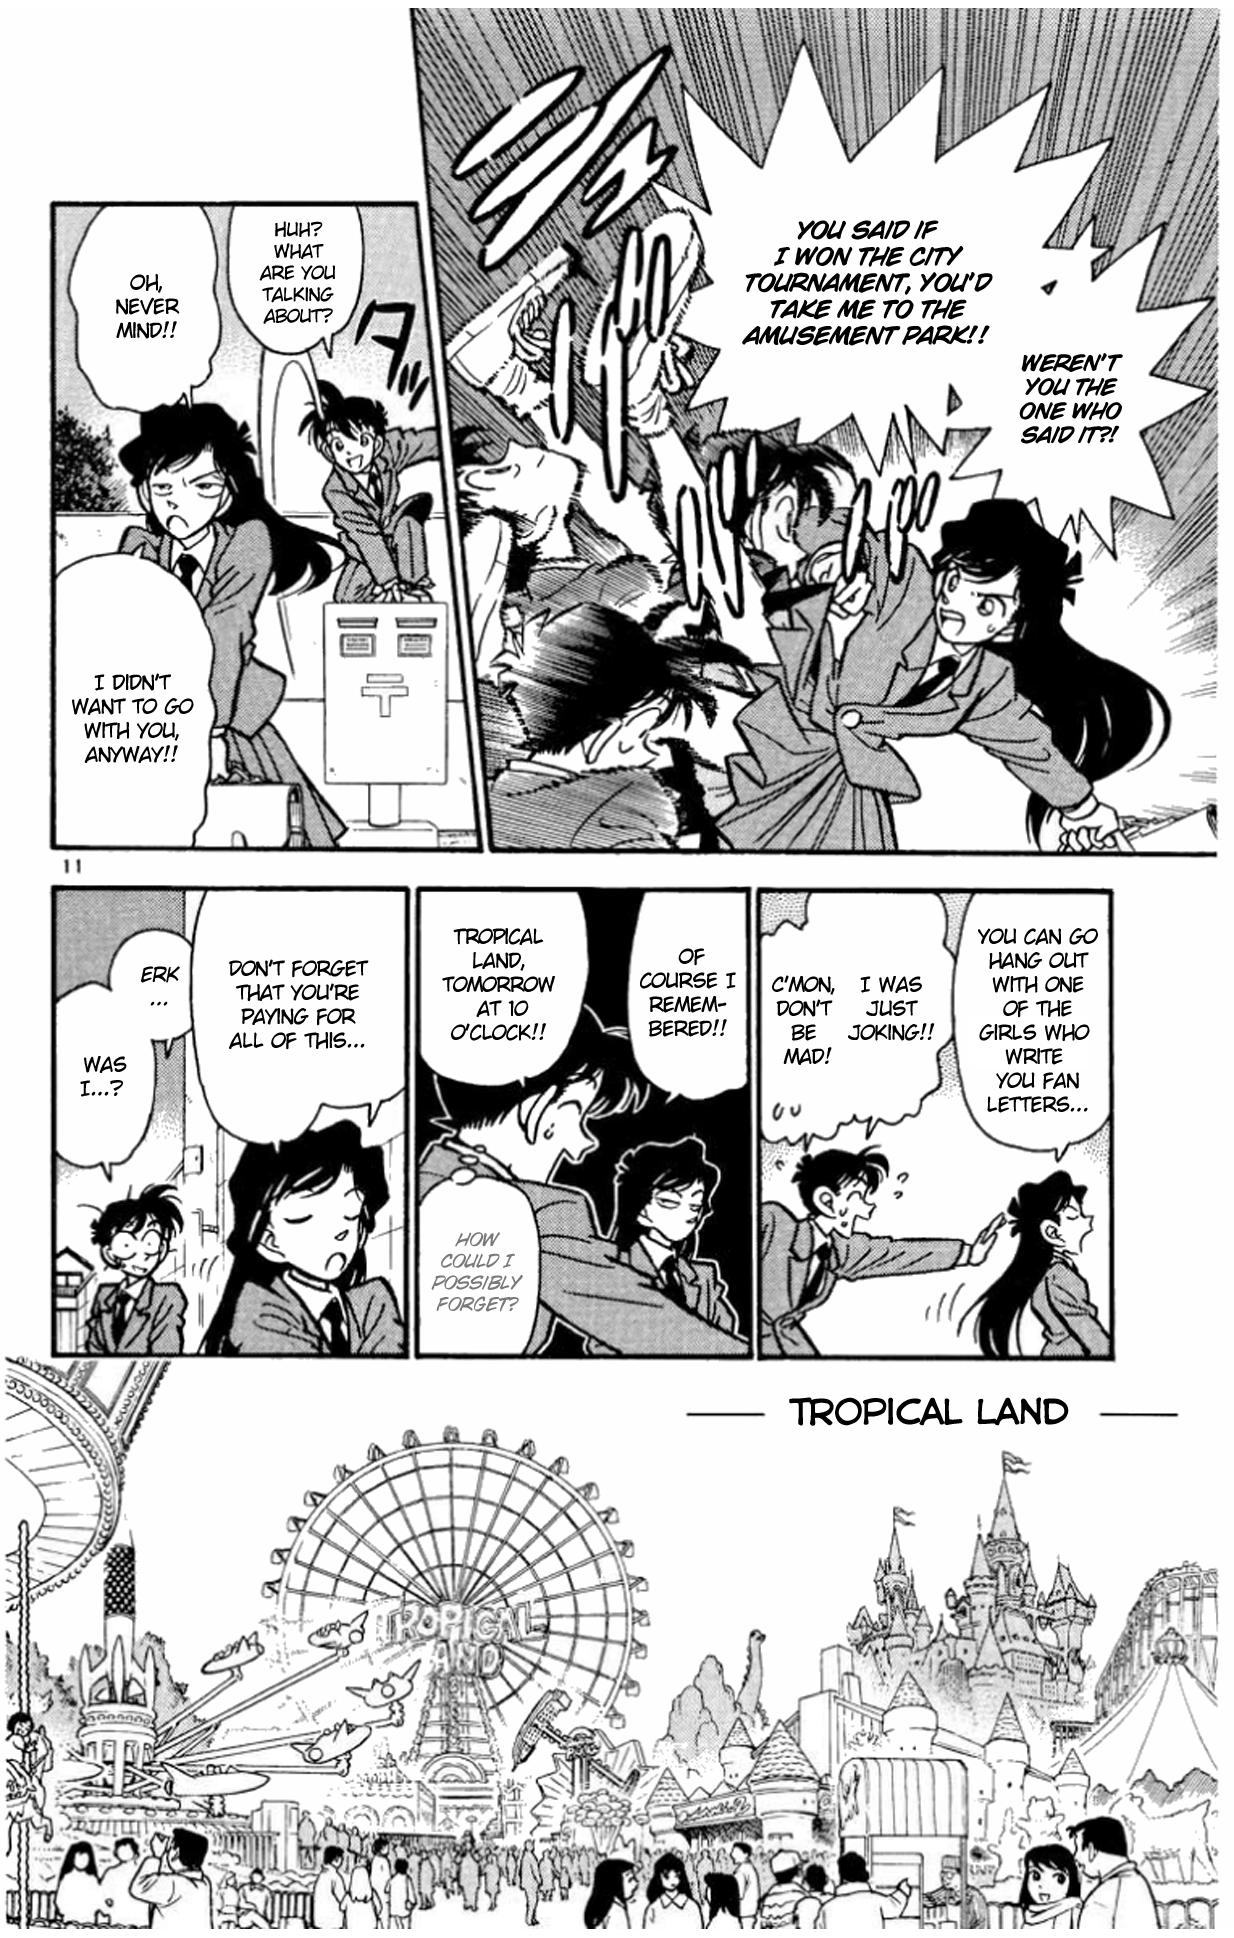 YOU SAID IF
I WON THE CITY
TOURNAMENT, YOU'D
TAKE ME TO THE
AMUSEMENT PARK!!
WEREN'T
YOU THE
ONE WHO
SAID IT?!
HUH?
WHAT
ARE YOU
TALKING
ABOUT?
OH,
NEVER
MIND!!
I DIDN'T
WANT TO GO
WITH YOU,
ANYWAY!!
11
YOU CAN GO
HANG OUT
WITH ONE
OF THE
GIRLS WHO
WRITE
YOU FAN
LETTERS...
I WAS
JUST
JOKING!!
C'MON,
DON'T
BE
MAD!
OF
COURSE I
REMEM-
BERED!!
TROPICAL
LAND,
TOMORROW
AT 10
O'CLOCK!!
HOW
COULD I
POSSIBLY
FORGET?
DON'T FORGET
THAT YOU'RE
PAYING FOR
ALL OF THIS...
ERK
...
WAS
I...?
TROPICAL LAND
TROPICAL
LAND